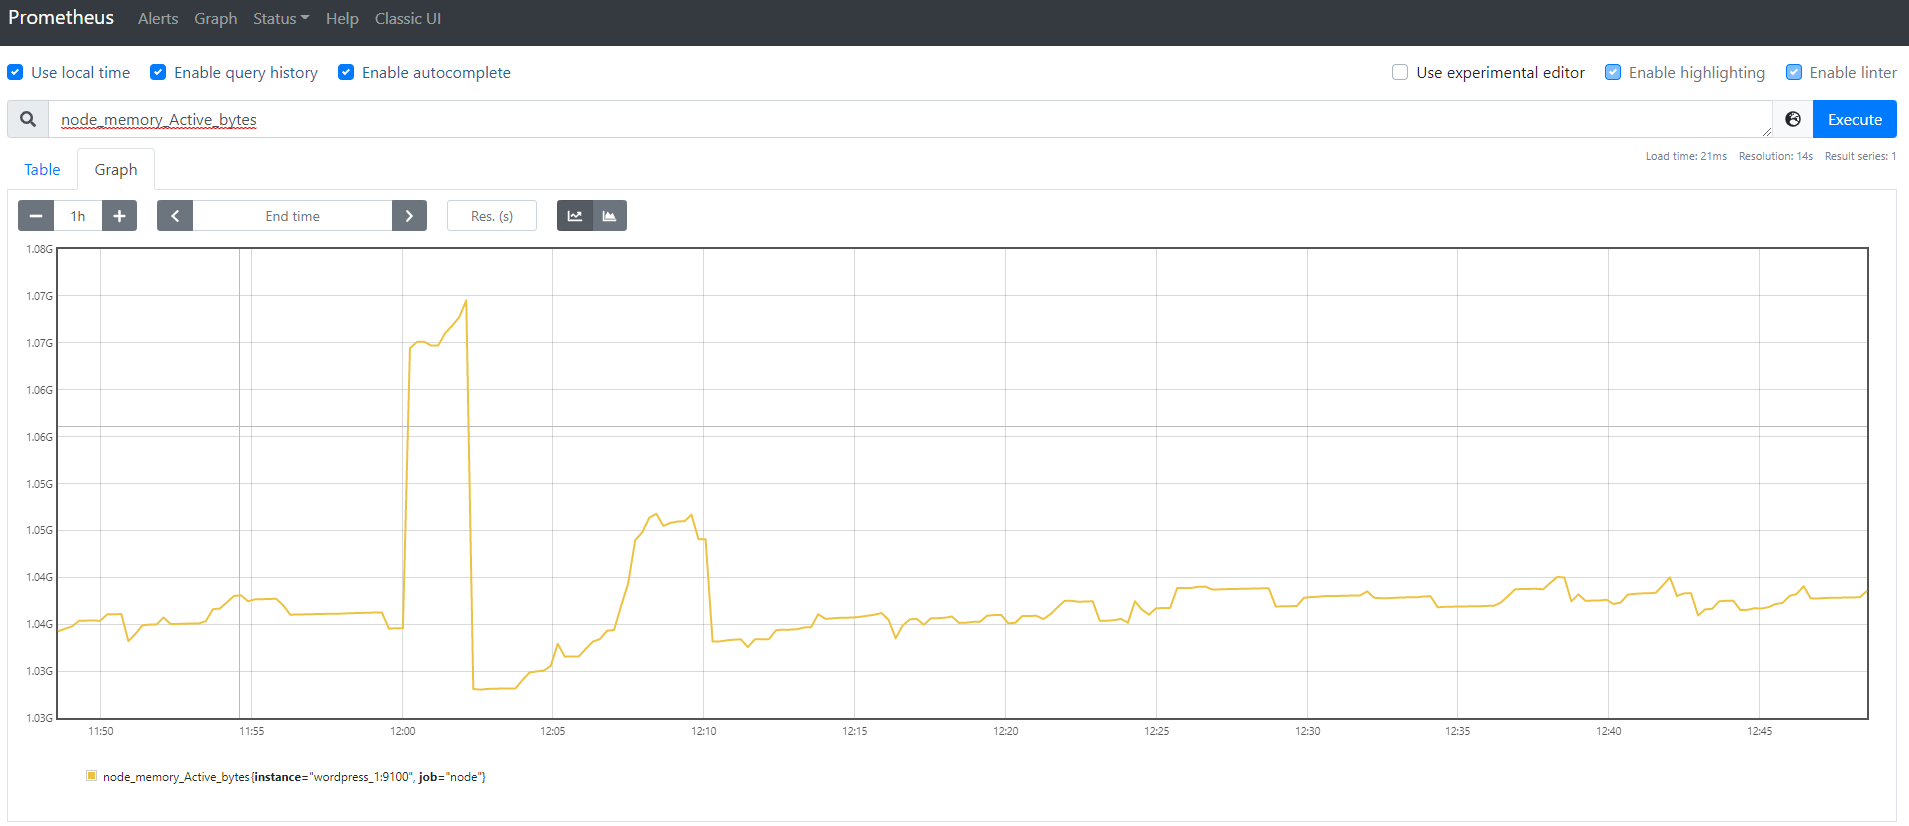 Prometheus Alerts Graph Status Help Classic UI
Use local time Enable query history Enable autocomplete Use experimental editor Enable highlighting Enable linter
node_memory_Active_bytes Execute
Load time: 21ms Resolution: 14s Result series: 1
Table Graph
1h End time Res. (s)
1.08G
1.07G
1.07G
1.06G
1.06G
1.05G
1.05G
1.04G
1.04G
1.03G
1.03G
11:50 11:55 12:00 12:05 12:10 12:15 12:20 12:25 12:30 12:35 12:40 12:45
node_memory_Active_bytes{instance="wordpress_1:9100", job="node"}